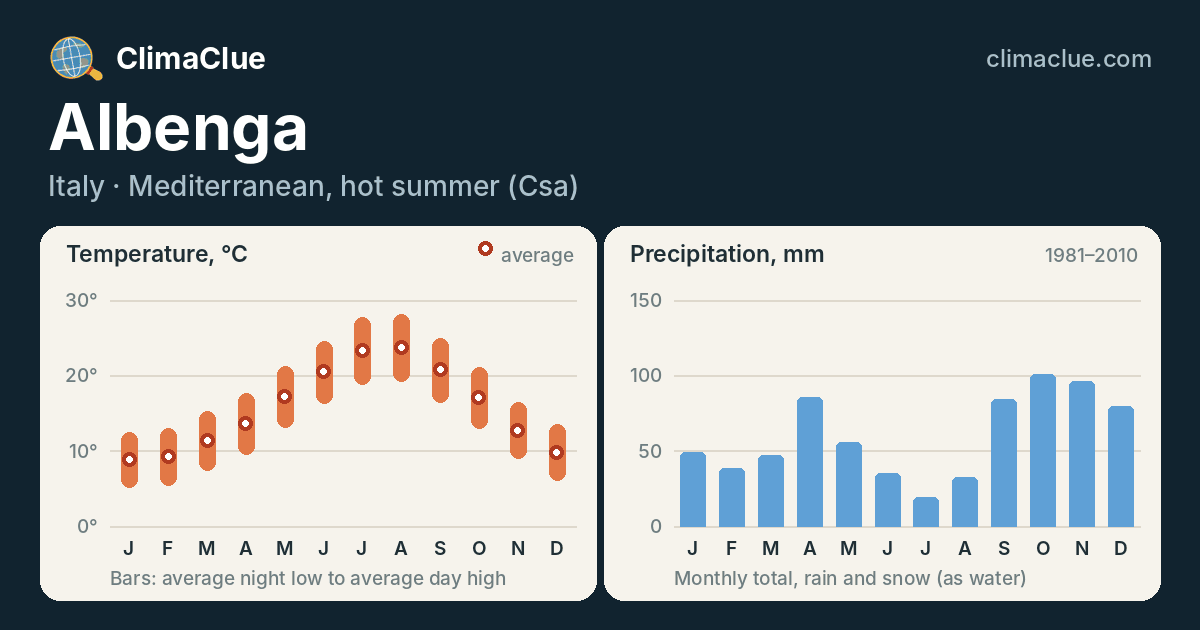 ClimaClue
climaclue.com
Albenga
Italy · Mediterranean, hot summer (Csa)
Temperature, °C
average
30°
20°
10°
0°
J F M A M J J A S O N D
Bars: average night low to average day high
Precipitation, mm
1981–2010
150
100
50
0
J F M A M J J A S O N D
Monthly total, rain and snow (as water)